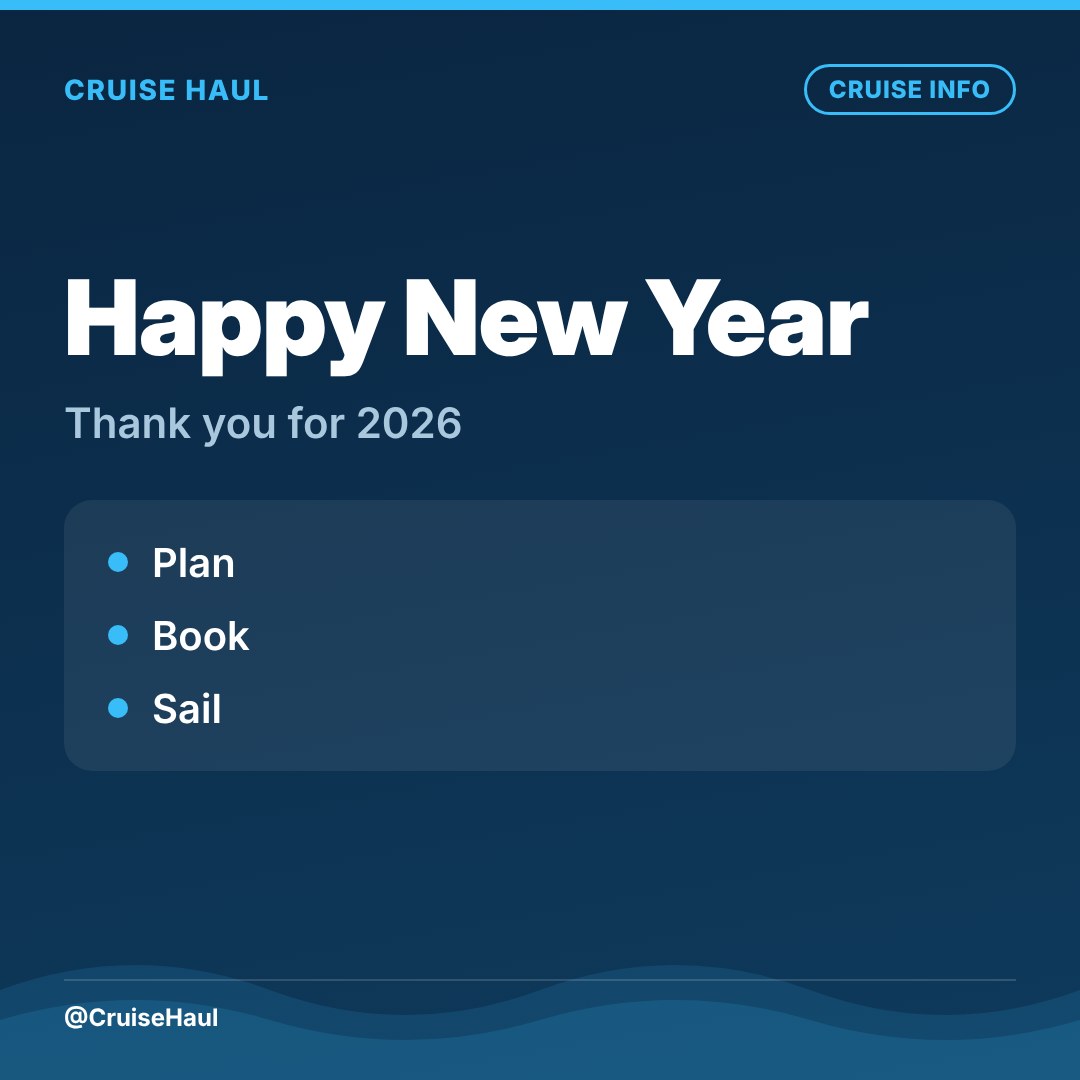 CRUISE HAUL
CRUISE INFO
Happy New Year
Thank you for 2026
Plan
Book
Sail
@CruiseHaul